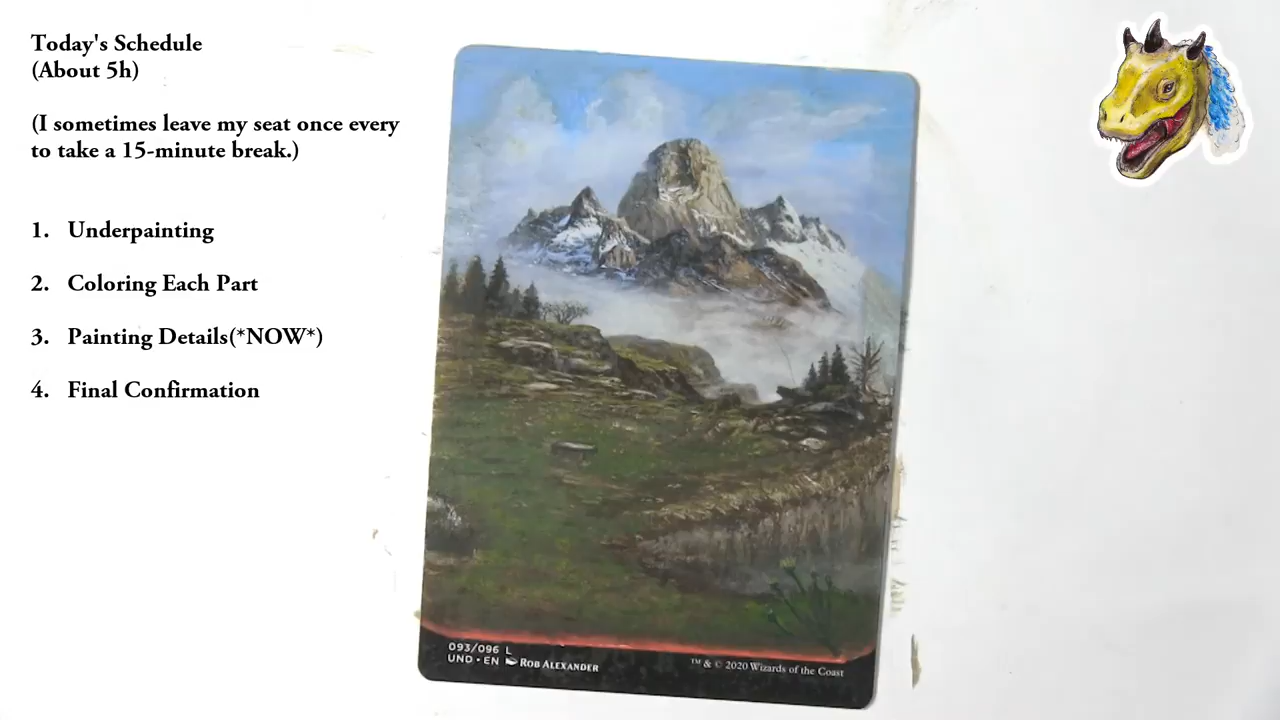 Today's Schedule
(About 5h)
(I sometimes leave my seat once every
to take a 15-minute break.)
1. Underpainting
2. Coloring Each Part
3. Painting Details(*NOW*)
4. Final Confirmation
093/096 L
UND • EN Rob Alexander
™ & © 2020 Wizards of the Coast